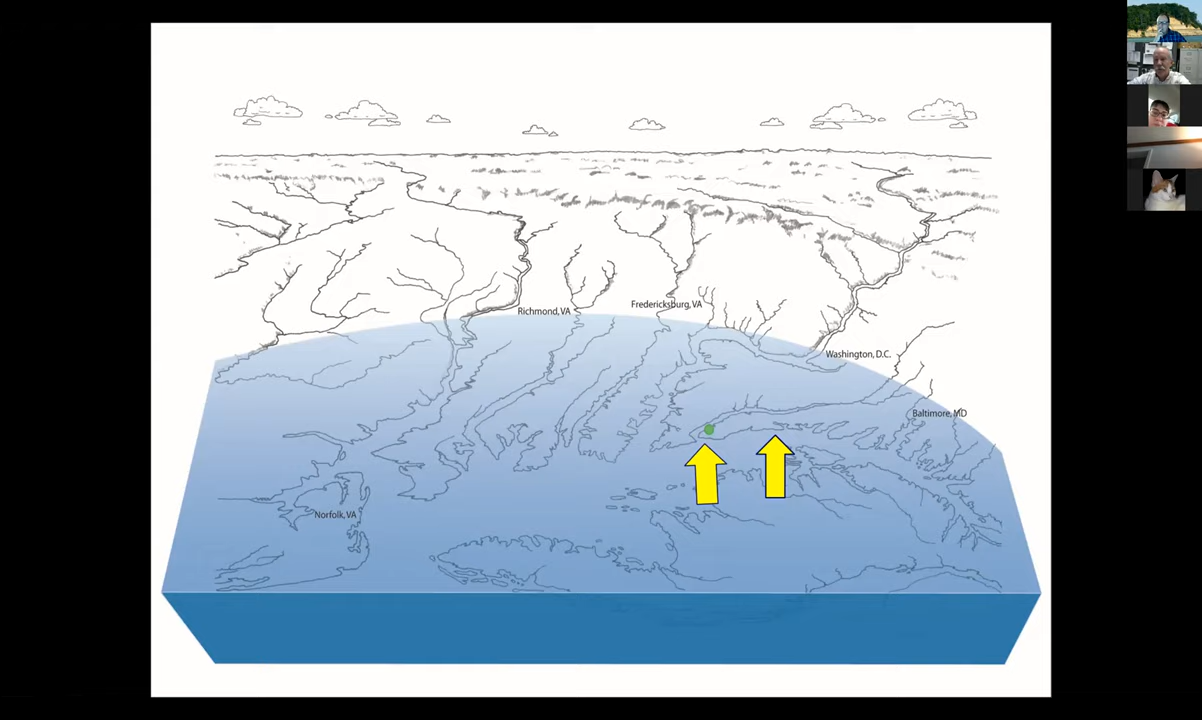 Richmond, VA
Fredericksburg, VA
Washington, D.C.
Baltimore, MD
Norfolk, VA